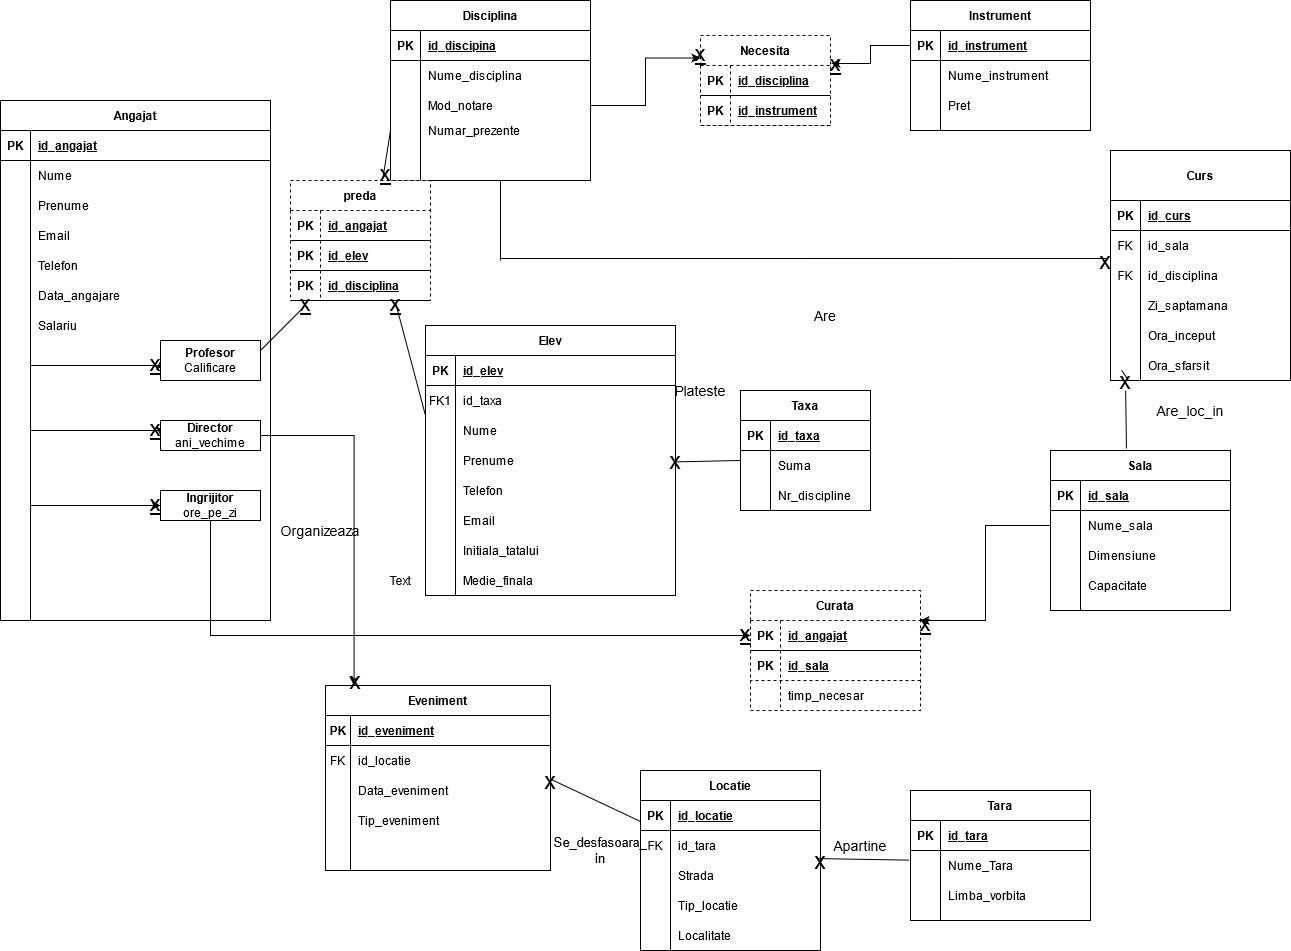 Disciplina
PK id_discipina
Nume_disciplina
Mod_notare
Numar_prezente
Necesita
PK id_disciplina
PK id_instrument
X
X
Instrument
PK id_instrument
Nume_instrument
Pret
Angajat
PK id_angajat
Nume
Prenume
Email
Telefon
Data_angajare
Salariu
X
Profesor
Calificare
X
Director
ani_vechime
X
Ingrijitor
ore_pe_zi
X
preda
PK id_angajat
PK id_elev
PK id_disciplina
X
X
Curs
PK id_curs
FK id_sala
FK id_disciplina
Zi_saptamana
Ora_inceput
Ora_sfarsit
X
X
Are
Elev
PK id_elev
FK1 id_taxa
Nume
Prenume
Telefon
Email
Initiala_tatalui
Medie_finala
Plateste
X
Taxa
PK id_taxa
Suma
Nr_discipline
Are_loc_in
Sala
PK id_sala
Nume_sala
Dimensiune
Capacitate
Organizeaza
Text
Curata
PK id_angajat
PK id_sala
timp_necesar
X
X
X
Eveniment
PK id_eveniment
FK id_locatie
Data_eveniment
Tip_eveniment
X
Se_desfasoara_
in
Locatie
PK id_locatie
FK id_tara
Strada
Tip_locatie
Localitate
Apartine
X
Tara
PK id_tara
Nume_Tara
Limba_vorbita